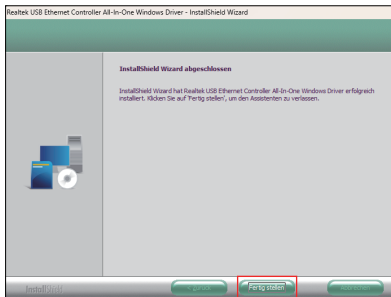 Realtek USB Ethernet Controller All-In-One Windows Driver - InstallShield Wizard
InstallShield Wizard abgeschlossen
InstallShield Wizard hat Realtek USB Ethernet Controller All-In-One Windows Driver erfolgreich
installiert. Klicken Sie auf 'Fertig stellen', um den Assistenten zu verlassen.
InstallShield
< Zurück
Fertig stellen
Abbrechen